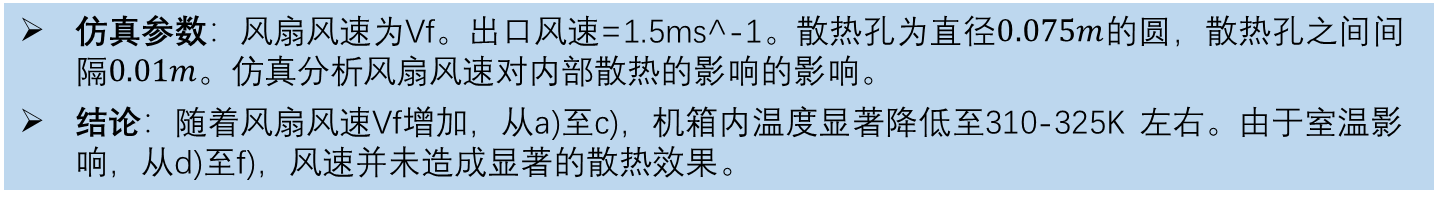 ➢ 仿真参数：风扇风速为Vf。出口风速=1.5ms^-1。散热孔为直径0.075m的圆，散热孔之间间
隔0.01m。仿真分析风扇风速对内部散热的影响的影响。
➢ 结论：随着风扇风速Vf增加，从a)至c)，机箱内温度显著降低至310-325K 左右。由于室温影
响，从d)至f)，风速并未造成显著的散热效果。